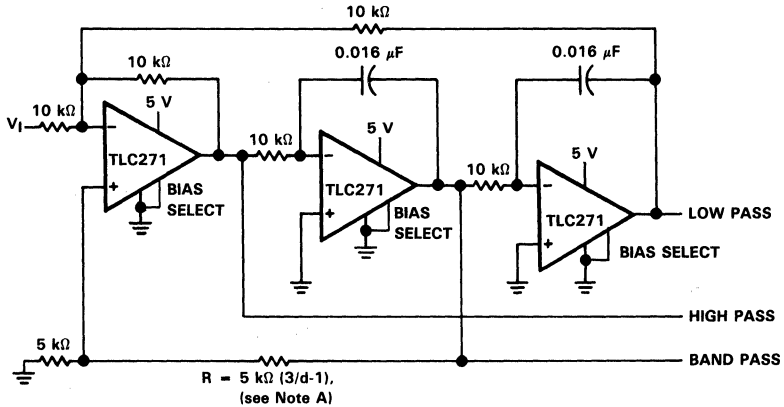 10 kΩ
10 kΩ
0.016 μF
0.016 μF
10 kΩ
5 V
VI
TLC271
BIAS
SELECT
10 kΩ
5 V
TLC271
BIAS
SELECT
10 kΩ
5 V
TLC271
BIAS SELECT
LOW PASS
HIGH PASS
5 kΩ
BAND PASS
R = 5 kΩ (3/d-1),
(see Note A)